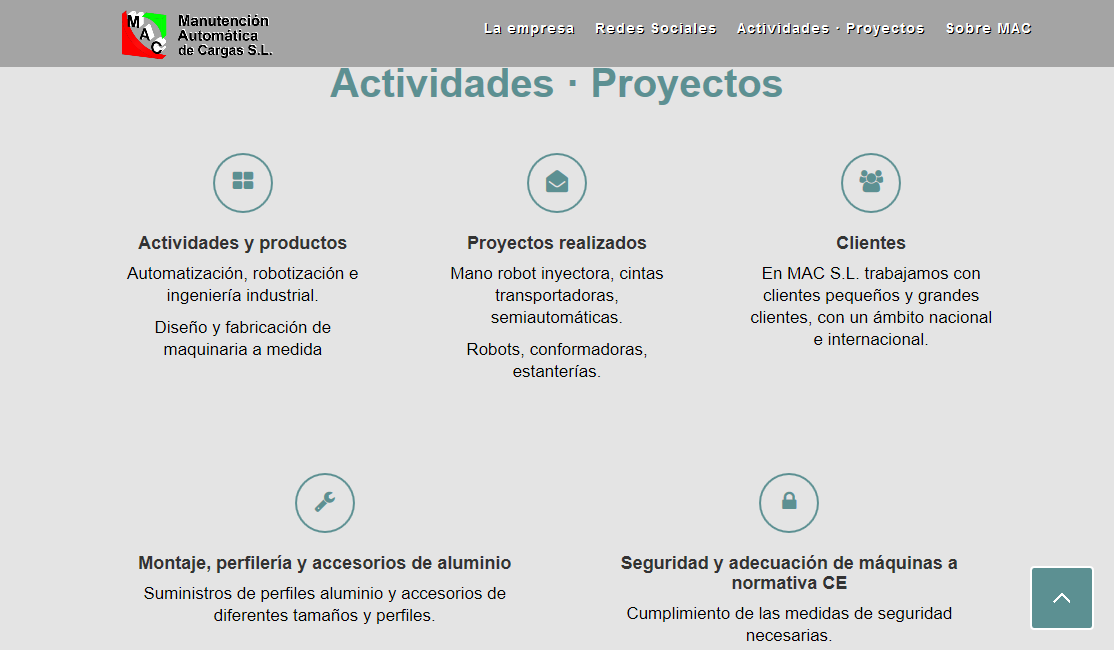 MAC
Manutención
Automática
de Cargas S.L.
La empresa Redes Sociales Actividades · Proyectos Sobre MAC
Actividades · Proyectos
Actividades y productos
Automatización, robotización e
ingeniería industrial.
Diseño y fabricación de
maquinaria a medida
Proyectos realizados
Mano robot inyectora, cintas
transportadoras,
semiautomáticas.
Robots, conformadoras,
estanterías.
Clientes
En MAC S.L. trabajamos con
clientes pequeños y grandes
clientes, con un ámbito nacional
e internacional.
Montaje, perfilería y accesorios de aluminio
Suministros de perfiles aluminio y accesorios de
diferentes tamaños y perfiles.
Seguridad y adecuación de máquinas a
normativa CE
Cumplimiento de las medidas de seguridad
necesarias.